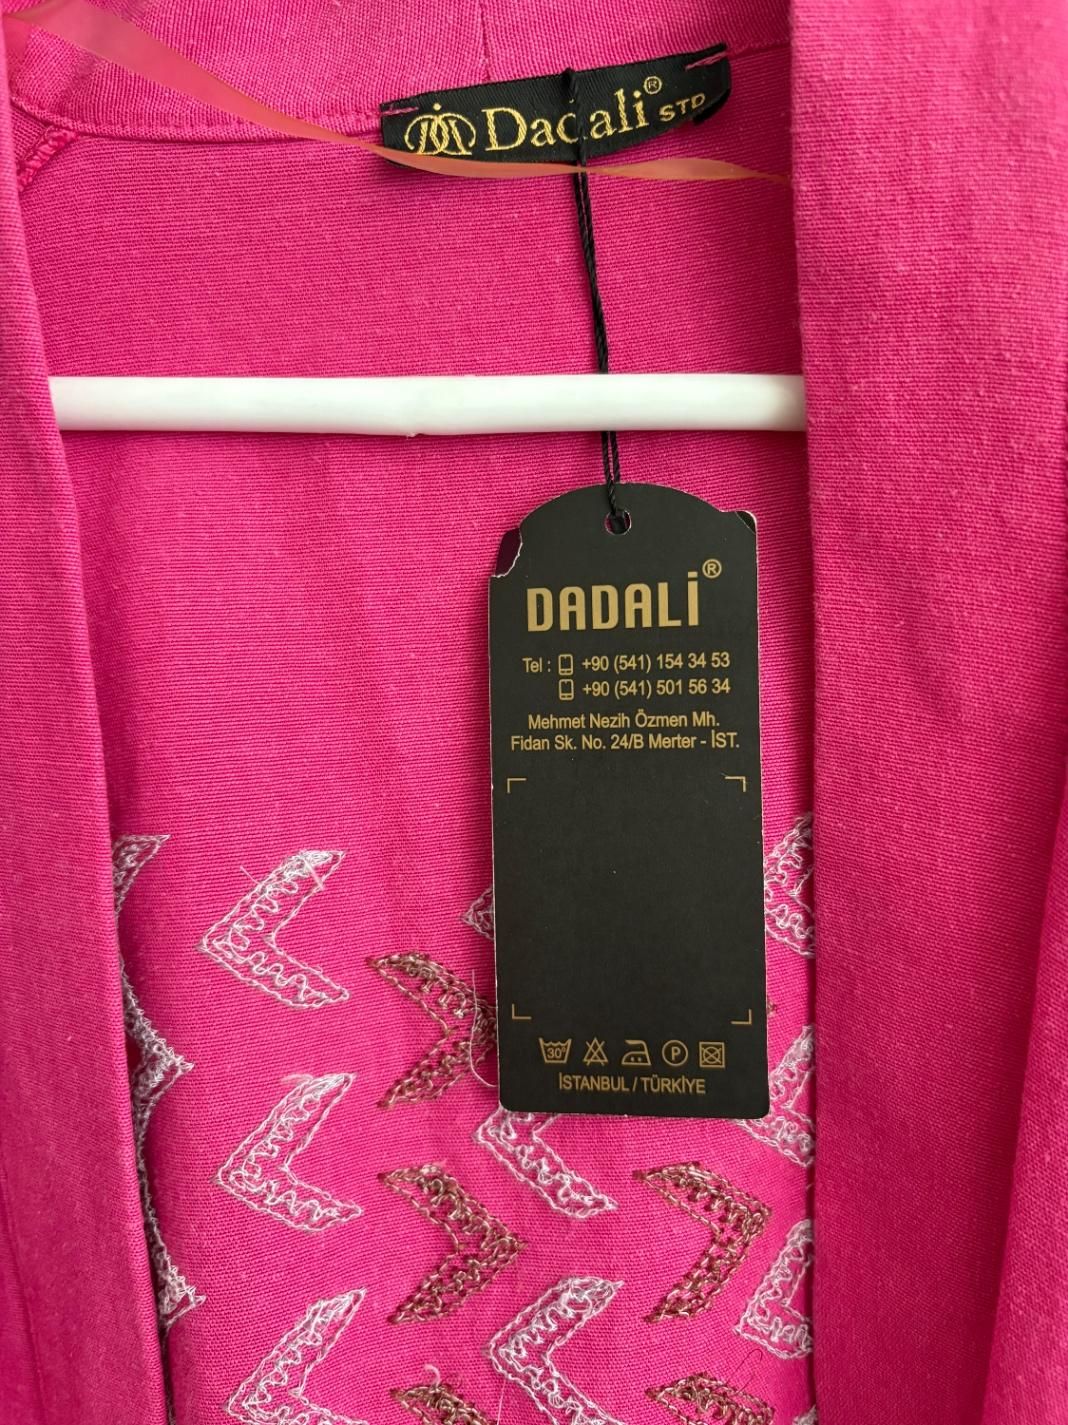 Dadali® STD
DADALİ®
Tel : +90 (541) 154 34 53
+90 (541) 501 56 34
Mehmet Nezih Özmen Mh.
Fidan Sk. No. 24/B Merter - İST.
30°
P
İSTANBUL / TÜRKİYE